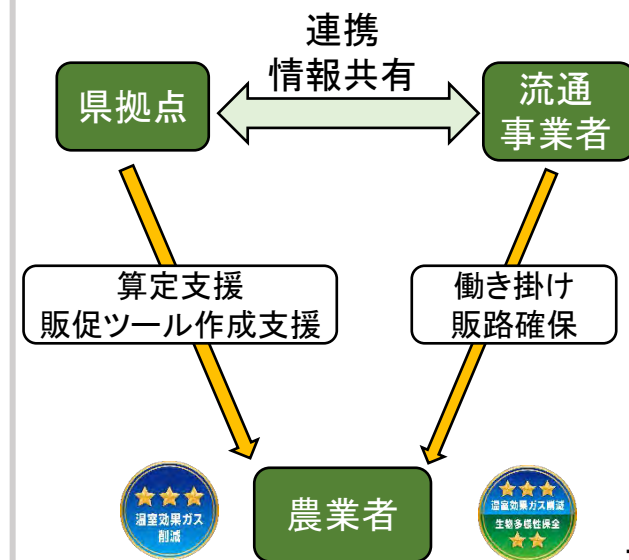 連携
情報共有
県拠点
流通
事業者
算定支援
販促ツール作成支援
働き掛け
販路確保
温室効果ガス
削減
農業者
温室効果ガス削減
生物多様性保全